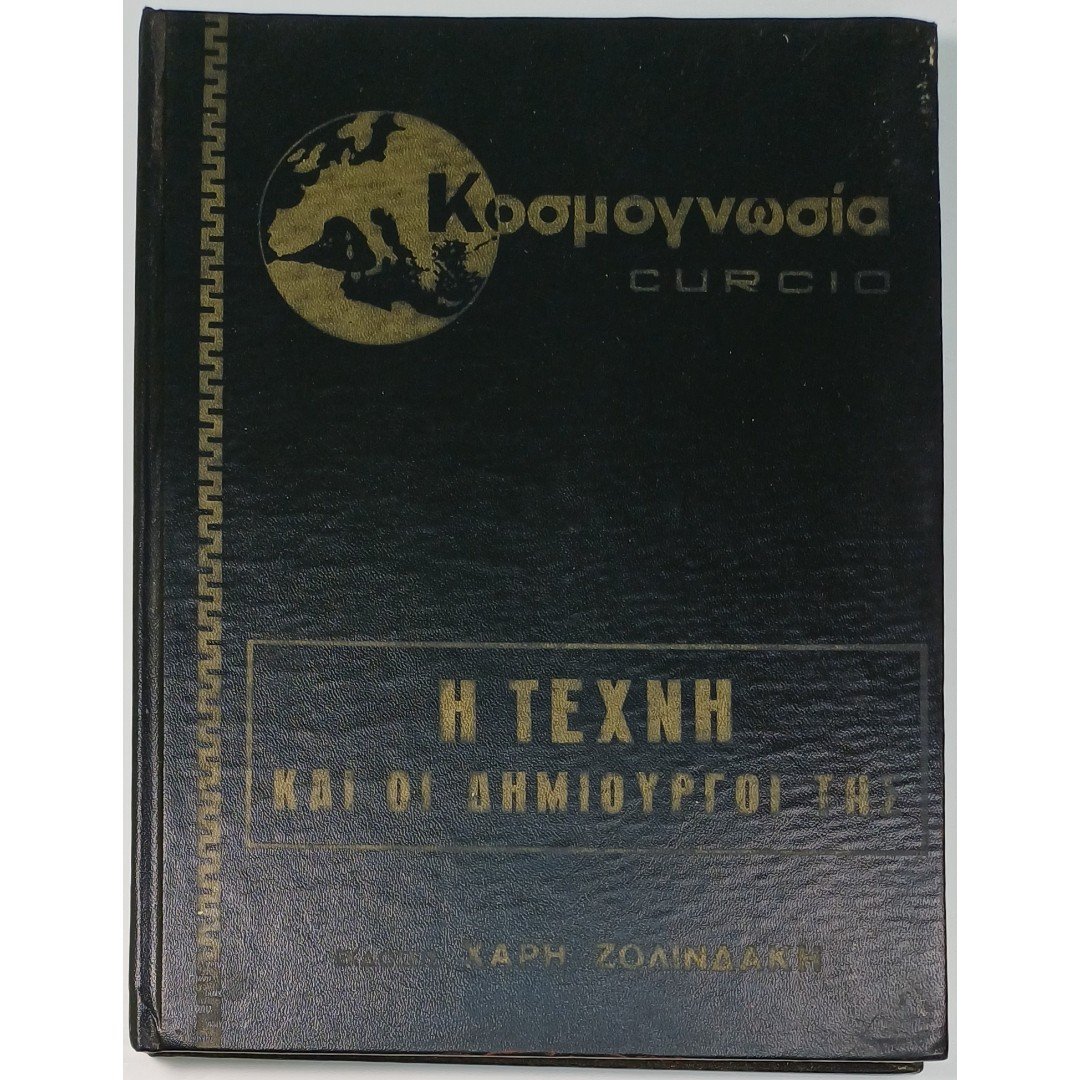 Κοσμογνωσία
CURCIO
Η ΤΕΧΝΗ
ΚΑΙ ΟΙ ΔΗΜΙΟΥΡΓΟΙ ΤΗΣ
ΧΑΡΗ ΖΟΛΙΝΔΑΚΗ